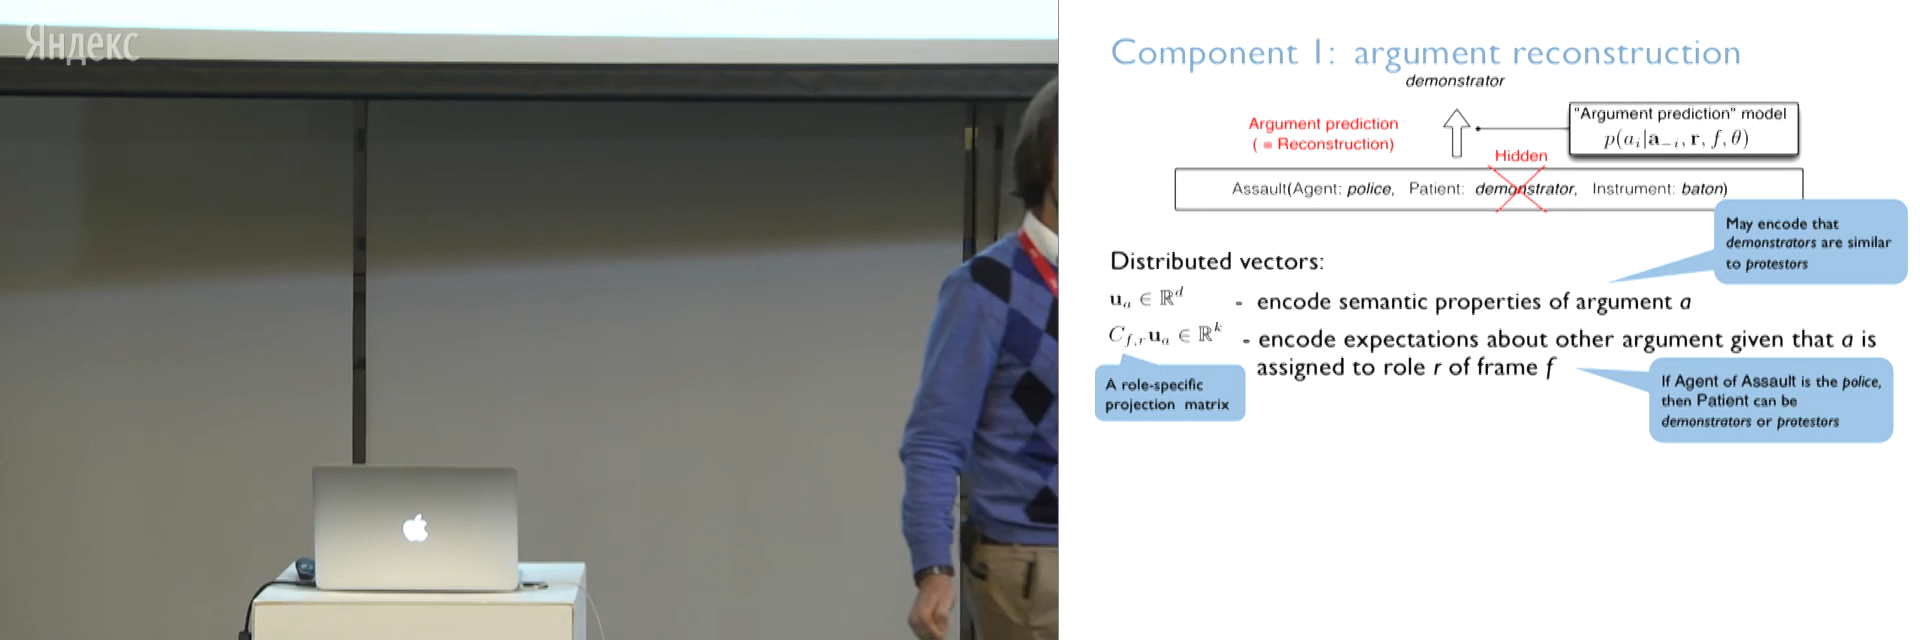 Яндекс
Component 1: argument reconstruction
demonstrator
Argument prediction
( = Reconstruction)
"Argument prediction" model
p(a_i|a_{−i}, r, f, θ)
Hidden
Assault(Agent: police, Patient: demonstrator, Instrument: baton)
May encode that
demonstrators are similar
to protestors
Distributed vectors:
u_a ∈ ℝ^d - encode semantic properties of argument a
C_{f,r} u_a ∈ ℝ^k - encode expectations about other argument given that a is
assigned to role r of frame f
A role-specific
projection matrix
If Agent of Assault is the police,
then Patient can be
demonstrators or protestors